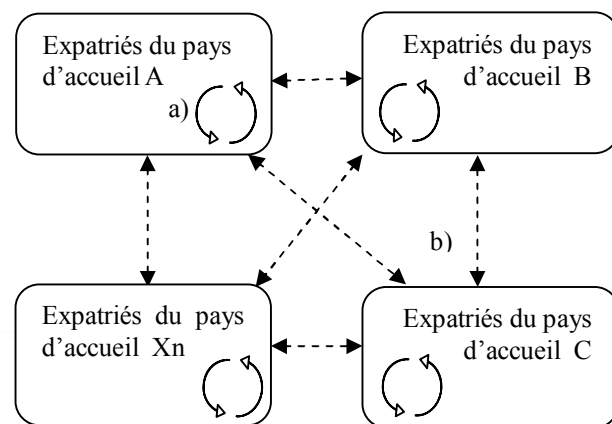 Expatriés du pays
d’accueil A
a)
Expatriés du pays
d’accueil B
b)
Expatriés du pays
d’accueil Xn
Expatriés du pays
d’accueil C